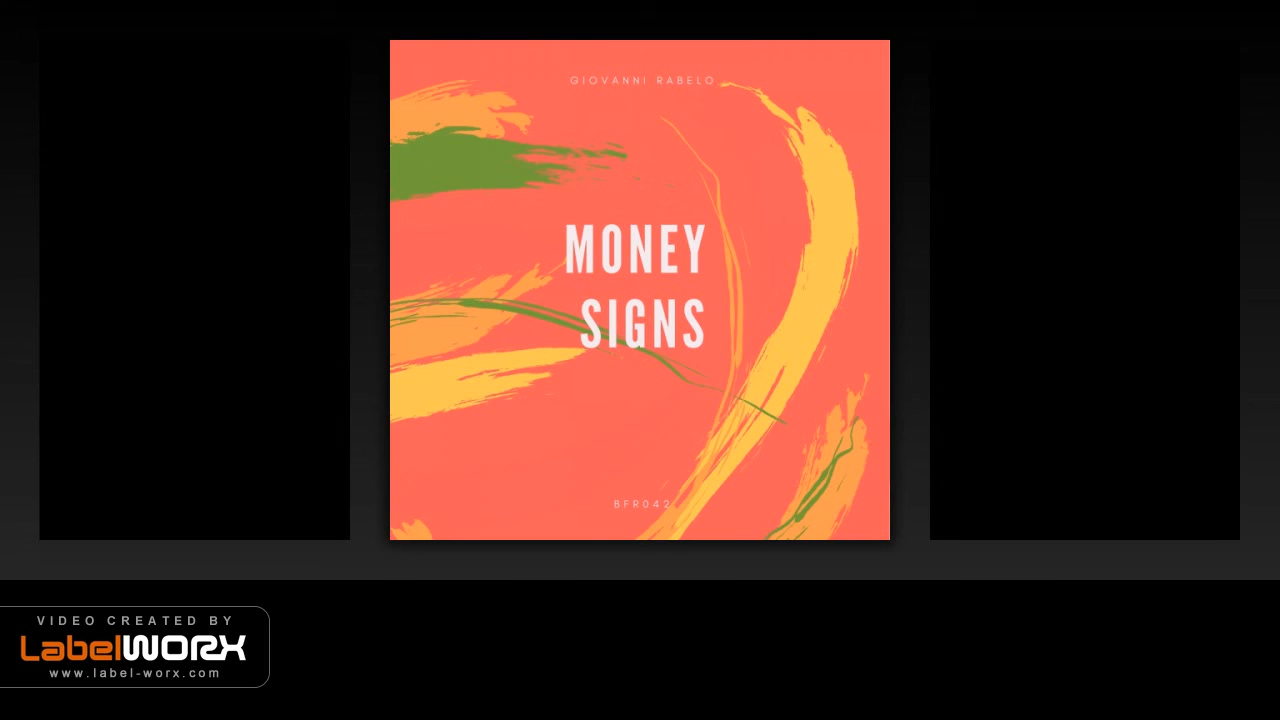 GIOVANNI RABELO
MONEY
SIGNS
BFR042
VIDEO CREATED BY
LabelWORX
www.label-worx.com